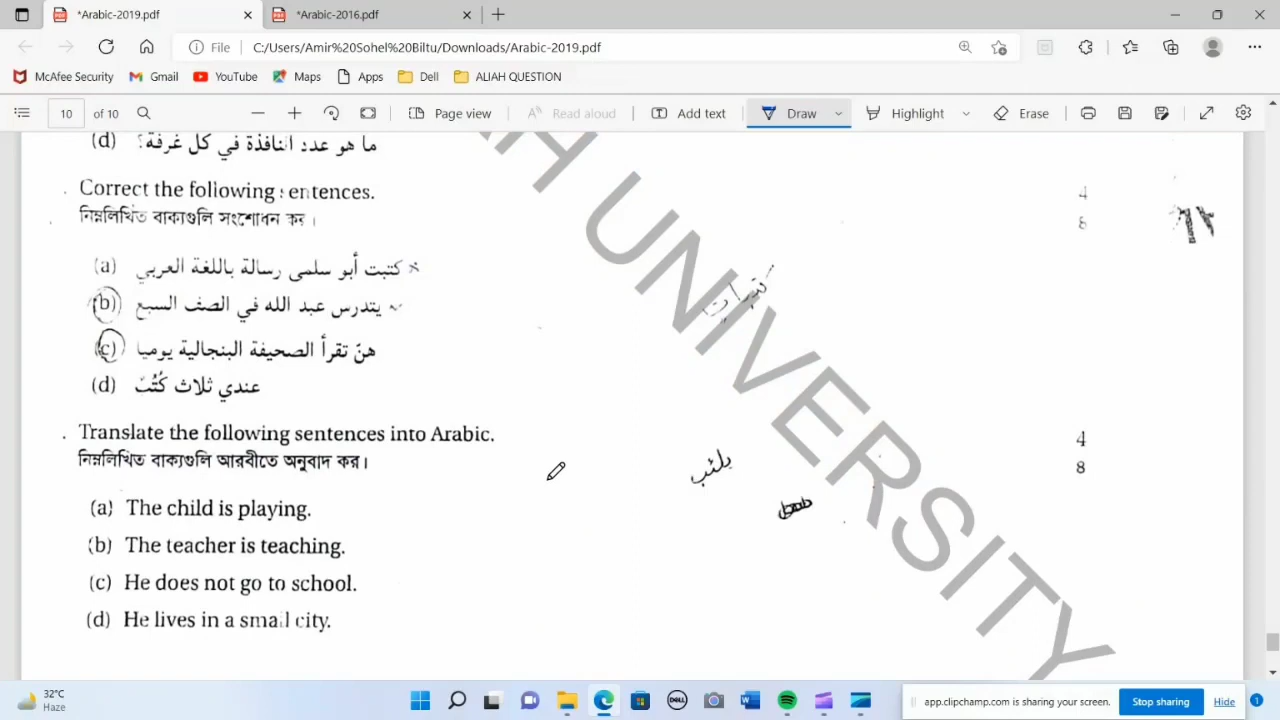 *Arabic-2019.pdf
*Arabic-2016.pdf
File C:/Users/Amir%20Sohel%20Biltu/Downloads/Arabic-2019.pdf
McAfee Security Gmail YouTube Maps Apps Dell ALIAH QUESTION
10 of 10 Page view Read aloud Add text Draw Highlight Erase
(d) ما هو عدد النافذة في كل غرفة؟
Correct the following sentences. 4
নিম্নলিখিত বাক্যগুলি সংশোধন কর। ৪
(a) كتبت أبو سلمى رسالة باللغة العربي
(b) يتدرس عبد الله في الصف السبع
(c) هنّ تقرأ الصحيفة البنجالية يوميا
(d) عندي ثلاث كُتُبٌ
Translate the following sentences into Arabic. 4
নিম্নলিখিত বাক্যগুলি আরবীতে অনুবাদ কর। ৪
(a) The child is playing.
(b) The teacher is teaching.
(c) He does not go to school.
(d) He lives in a small city.
AH UNIVERSITY
32°C
Haze
app.clipchamp.com is sharing your screen. Stop sharing Hide
1